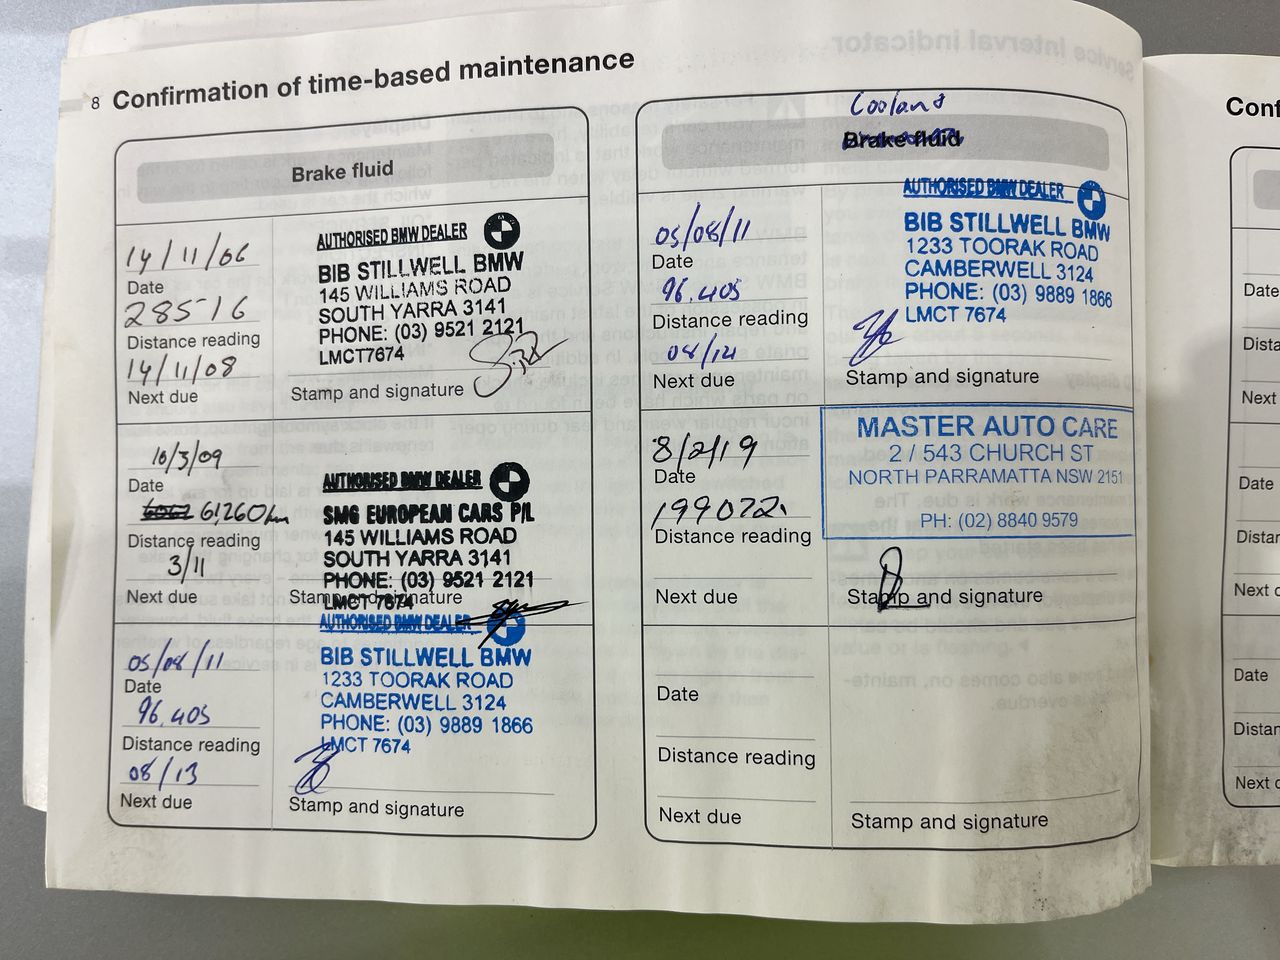 8 Confirmation of time-based maintenance
Brake fluid
14/11/06
Date
28516
Distance reading
14/11/08
Next due
AUTHORISED BMW DEALER
BIB STILLWELL BMW
145 WILLIAMS ROAD
SOUTH YARRA 3141
PHONE: (03) 9521 2121
LMCT7674
Stamp and signature
10/3/09
Date
61,260km
Distance reading
3/11
Next due
AUTHORISED BMW DEALER
SMG EUROPEAN CARS P/L
145 WILLIAMS ROAD
SOUTH YARRA 3141
PHONE: (03) 9521 2121
LMCT 7674
Stamp and signature
05/08/11
Date
96,405
Distance reading
08/13
Next due
AUTHORISED BMW DEALER
BIB STILLWELL BMW
1233 TOORAK ROAD
CAMBERWELL 3124
PHONE: (03) 9889 1866
LMCT 7674
Stamp and signature
Coolant
Brake fluid
05/08/11
Date
96,405
Distance reading
08/14
Next due
AUTHORISED BMW DEALER
BIB STILLWELL BMW
1233 TOORAK ROAD
CAMBERWELL 3124
PHONE: (03) 9889 1866
LMCT 7674
Stamp and signature
8/2/19
Date
199022
Distance reading
Next due
MASTER AUTO CARE
2 / 543 CHURCH ST
NORTH PARRAMATTA NSW 2151
PH: (02) 8840 9579
Stamp and signature
Date
Distance reading
Next due
Stamp and signature
Conf
Date
Dista
Next
Date
Distar
Next d
Date
Distar
Next d